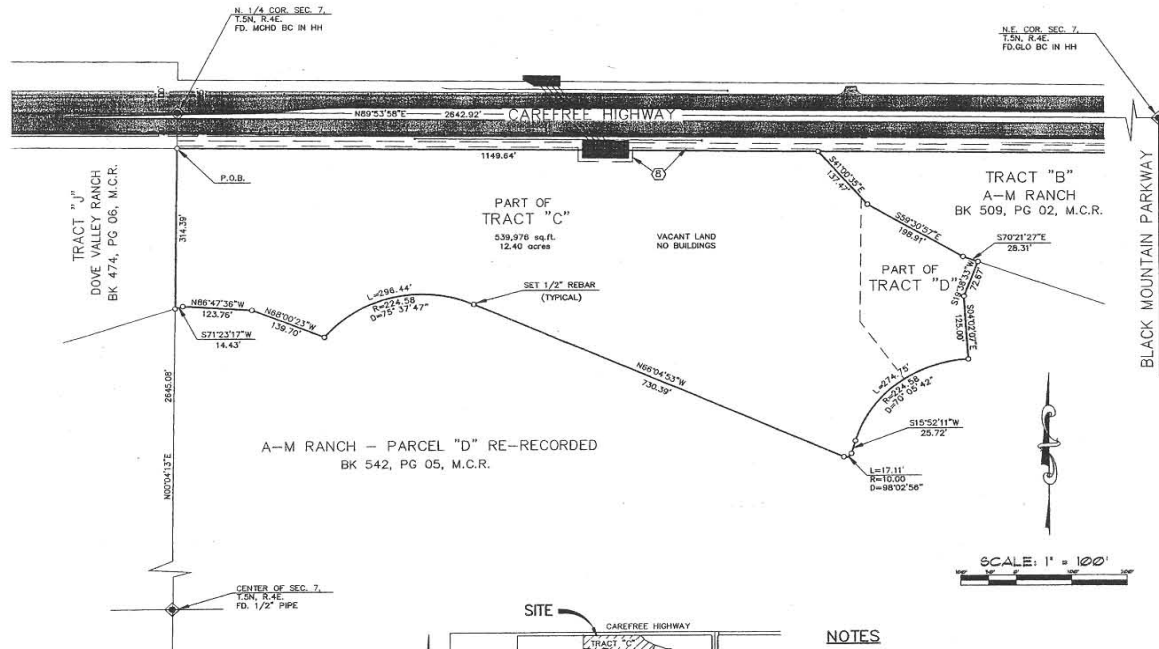 N. 1/4 COR. SEC. 7,
T.5N, R.4E.
FD. MCHD BC IN HH
N.E. COR. SEC. 7,
T.5N, R.4E.
FD.GLO BC IN HH
N89°53'58"E 2642.92' CAREFREE HIGHWAY
1149.64'
8
P.O.B.
TRACT "J"
DOVE VALLEY RANCH
BK 474, PG 06, M.C.R.
314.39'
PART OF
TRACT "C"
539,976 sq.ft.
12.40 acres
VACANT LAND
NO BUILDINGS
S41°00'35"E
137.47'
S59°30'57"E
198.91'
TRACT "B"
A-M RANCH
BK 509, PG 02, M.C.R.
S70°21'27"E
28.31'
PART OF
TRACT "D"
72.67'
S04°02'07"E
125.00'
BLACK MOUNTAIN PARKWAY
N86°47'36"W
123.76'
S71°23'17"W
14.43'
N68°00'23"W
139.70'
L=296.44'
R=224.58
D=75° 37'47"
SET 1/2" REBAR
(TYPICAL)
N66°04'53"W
730.39'
L=274.75'
R=224.58
D=70° 05'42"
S15°52'11"W
25.72'
L=17.11'
R=10.00
D=98°02'56"
2645.08'
N00°04'13"E
A-M RANCH – PARCEL "D" RE-RECORDED
BK 542, PG 05, M.C.R.
SCALE: 1" = 100'
CENTER OF SEC. 7,
T.5N, R.4E.
FD. 1/2" PIPE
SITE
CAREFREE HIGHWAY
TRACT "C"
NOTES